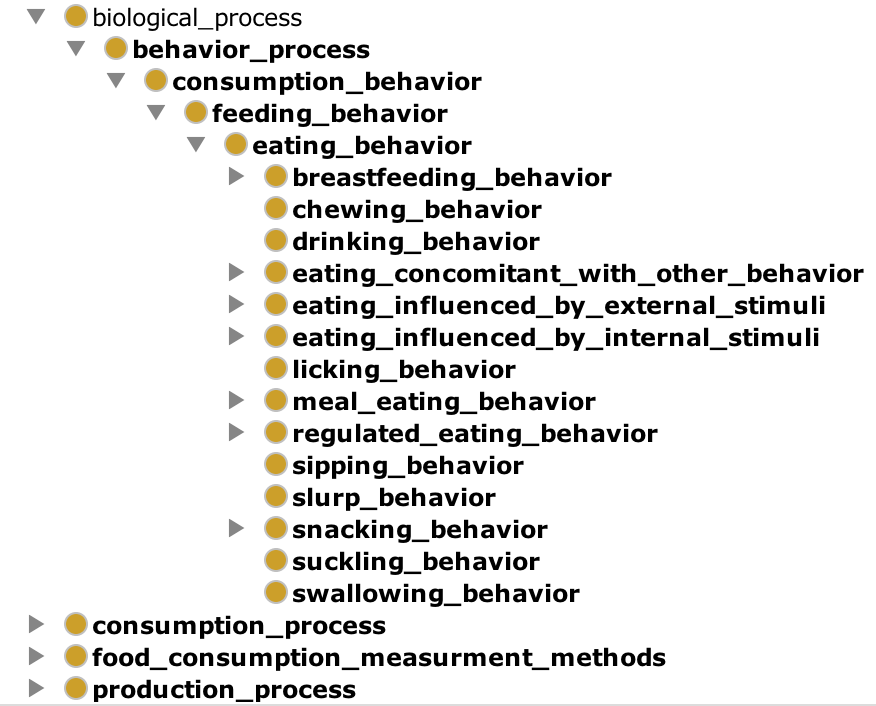 biological_process
behavior_process
consumption_behavior
feeding_behavior
eating_behavior
breastfeeding_behavior
chewing_behavior
drinking_behavior
eating_concomitant_with_other_behavior
eating_influenced_by_external_stimuli
eating_influenced_by_internal_stimuli
licking_behavior
meal_eating_behavior
regulated_eating_behavior
sipping_behavior
slurp_behavior
snacking_behavior
suckling_behavior
swallowing_behavior
consumption_process
food_consumption_measurment_methods
production_process